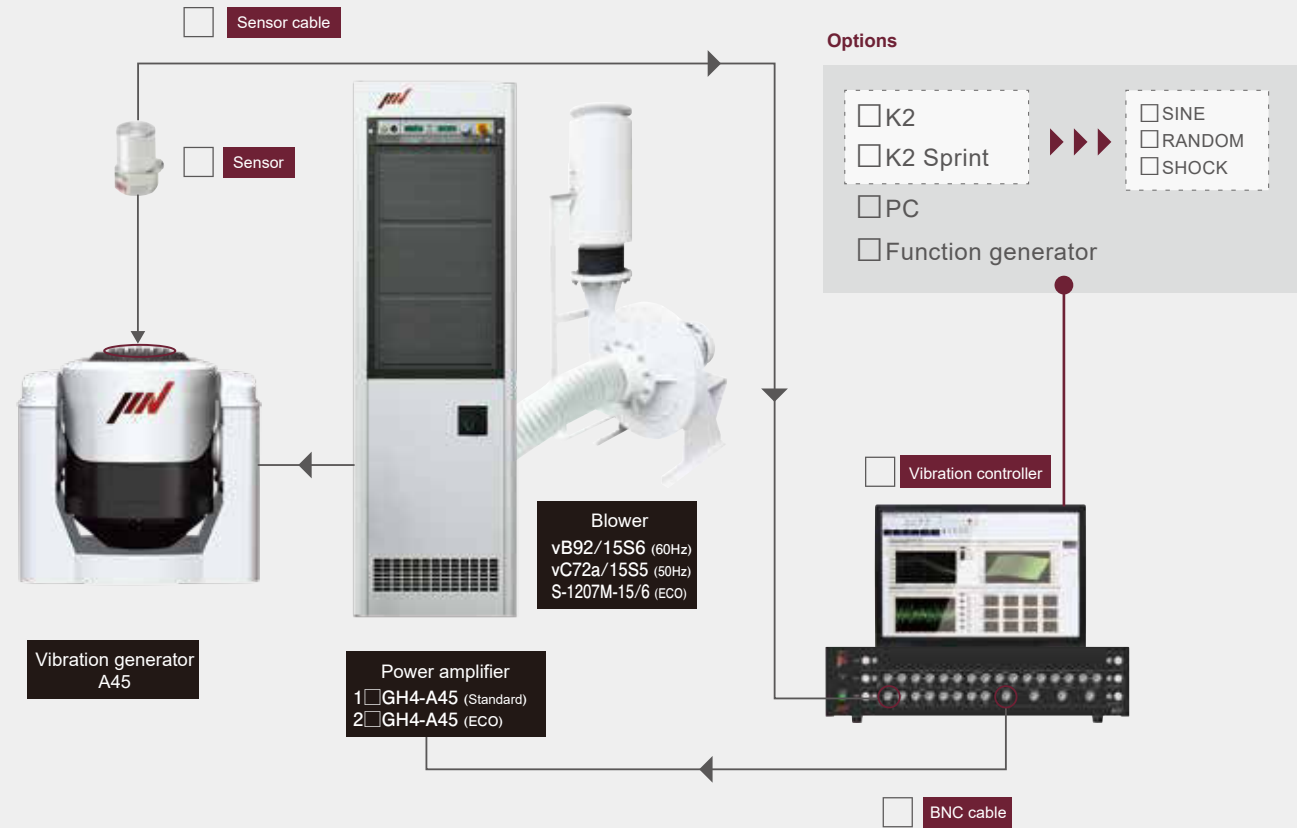 Sensor cable
Options
K2
K2 Sprint
SINE
RANDOM
SHOCK
Sensor
PC
Function generator
Vibration controller
Blower
vB92/15S6 (60Hz)
vC72a/15S5 (50Hz)
S-1207M-15/6 (ECO)
Vibration generator
A45
Power amplifier
1□GH4-A45 (Standard)
2□GH4-A45 (ECO)
BNC cable